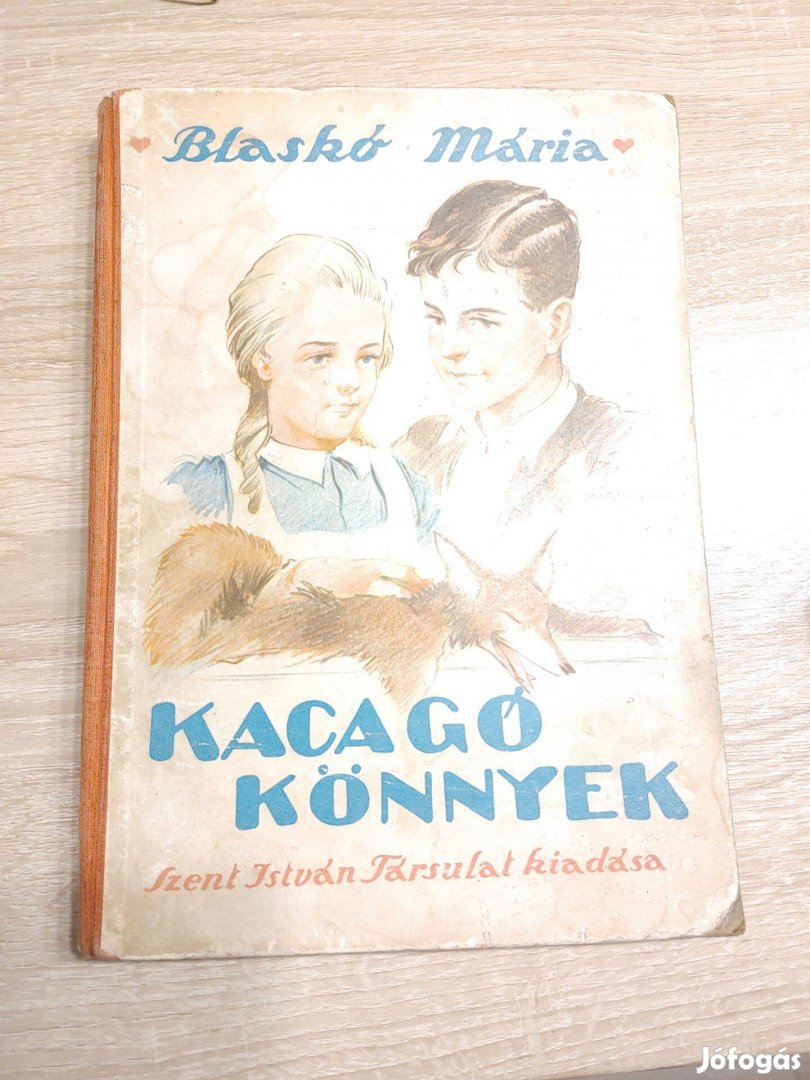 Blaskó Mária
KACAGÓ
KÖNNYEK
Szent István Társulat kiadása
Jófogás